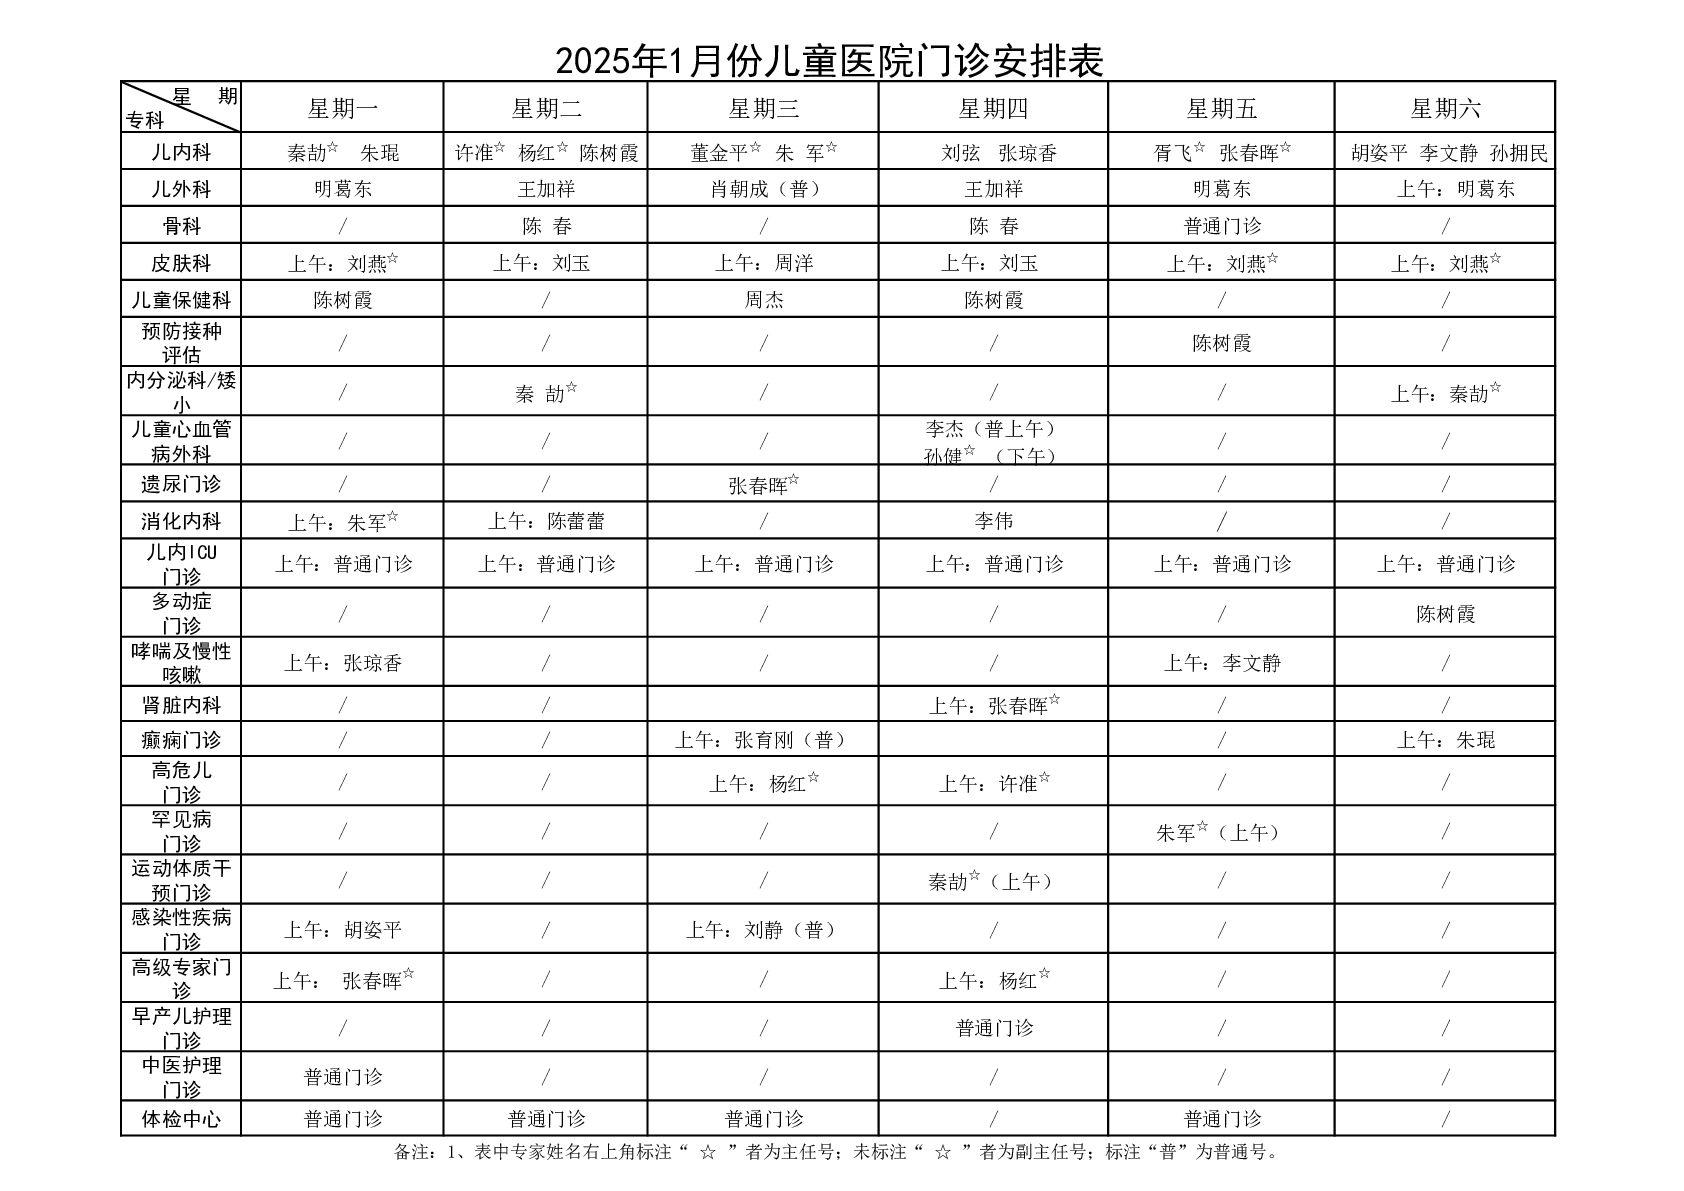 2025年1月份儿童医院门诊安排表
星 期 专科 星期一 星期二 星期三 星期四 星期五 星期六
儿内科 秦劼☆ 朱琨 许准☆ 杨红☆ 陈树霞 董金平☆ 朱 军☆ 刘弦 张琼香 胥飞☆ 张春晖☆ 胡姿平 李文静 孙拥民
儿外科 明葛东 王加祥 肖朝成（普） 王加祥 明葛东 上午：明葛东
骨科 / 陈 春 / 陈 春 普通门诊 /
皮肤科 上午：刘燕☆ 上午：刘玉 上午：周洋 上午：刘玉 上午：刘燕☆ 上午：刘燕☆
儿童保健科 陈树霞 / 周杰 陈树霞 / /
预防接种
评估 / / / / 陈树霞 /
内分泌科/矮
小 / 秦 劼☆ / / / 上午：秦劼☆
儿童心血管
病外科 / / / 李杰（普上午）
孙健☆ （下午） / /
遗尿门诊 / / 张春晖☆ / / /
消化内科 上午：朱军☆ 上午：陈蕾蕾 / 李伟 / /
儿内ICU
门诊 上午：普通门诊 上午：普通门诊 上午：普通门诊 上午：普通门诊 上午：普通门诊 上午：普通门诊
多动症
门诊 / / / / / 陈树霞
哮喘及慢性
咳嗽 上午：张琼香 / / / 上午：李文静 /
肾脏内科 / / 上午：张春晖☆ / /
癫痫门诊 / / 上午：张育刚（普） / 上午：朱琨
高危儿
门诊 / / 上午：杨红☆ 上午：许准☆ / /
罕见病
门诊 / / / / 朱军☆（上午） /
运动体质干
预门诊 / / / 秦劼☆（上午） / /
感染性疾病
门诊 上午：胡姿平 / 上午：刘静（普） / / /
高级专家门
诊 上午： 张春晖☆ / / 上午：杨红☆ / /
早产儿护理
门诊 / / / 普通门诊 / /
中医护理
门诊 普通门诊 / / / / /
体检中心 普通门诊 普通门诊 普通门诊 / 普通门诊 /
备注：1、表中专家姓名右上角标注“ ☆ ”者为主任号；未标注“ ☆ ”者为副主任号；标注“普”为普通号。